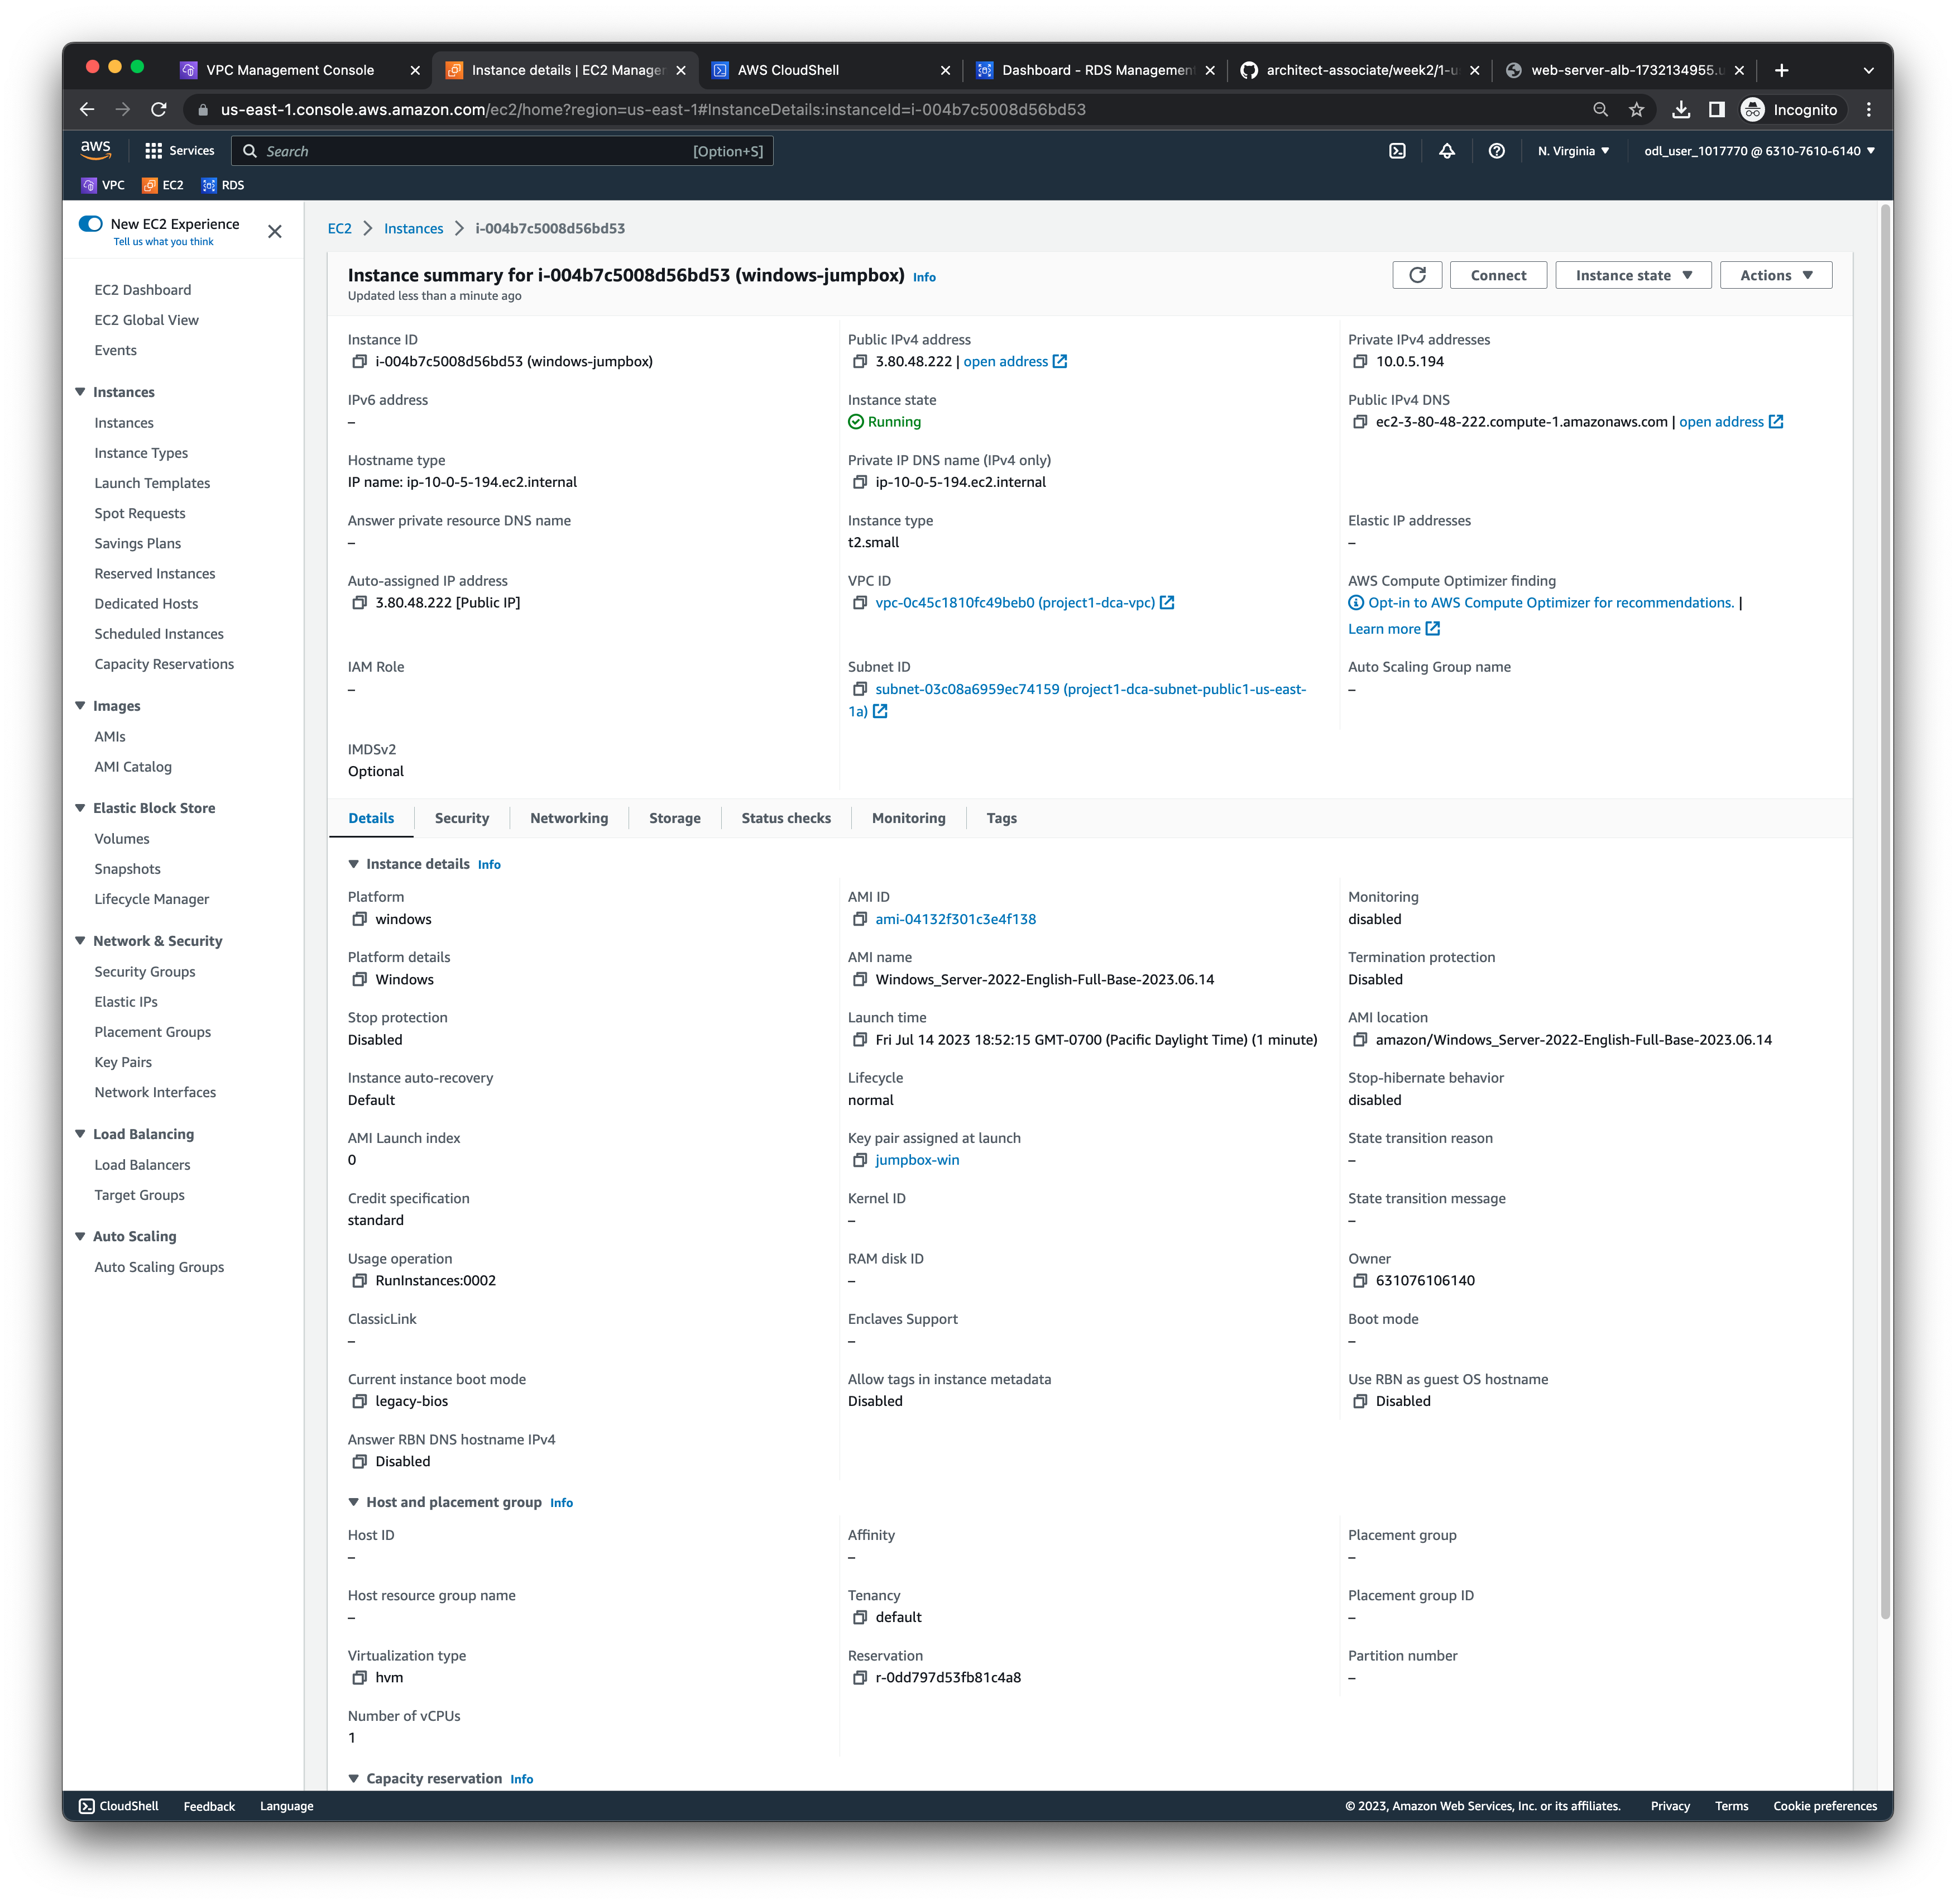 VPC Management Console
Instance details | EC2 Manager
AWS CloudShell
Dashboard - RDS Management
architect-associate/week2/1-u
web-server-alb-1732134955.u
us-east-1.console.aws.amazon.com/ec2/home?region=us-east-1#InstanceDetails:instanceId=i-004b7c5008d56bd53
Incognito
aws
Services
Search
[Option+S]
N. Virginia
odl_user_1017770 @ 6310-7610-6140
VPC
EC2
RDS
New EC2 Experience
Tell us what you think
EC2 Dashboard
EC2 Global View
Events
Instances
Instances
Instance Types
Launch Templates
Spot Requests
Savings Plans
Reserved Instances
Dedicated Hosts
Scheduled Instances
Capacity Reservations
Images
AMIs
AMI Catalog
Elastic Block Store
Volumes
Snapshots
Lifecycle Manager
Network & Security
Security Groups
Elastic IPs
Placement Groups
Key Pairs
Network Interfaces
Load Balancing
Load Balancers
Target Groups
Auto Scaling
Auto Scaling Groups
EC2 > Instances > i-004b7c5008d56bd53
Instance summary for i-004b7c5008d56bd53 (windows-jumpbox) Info
Updated less than a minute ago
Connect
Instance state
Actions
Instance ID
i-004b7c5008d56bd53 (windows-jumpbox)
Public IPv4 address
3.80.48.222 | open address
Private IPv4 addresses
10.0.5.194
IPv6 address
–
Instance state
Running
Public IPv4 DNS
ec2-3-80-48-222.compute-1.amazonaws.com | open address
Hostname type
IP name: ip-10-0-5-194.ec2.internal
Private IP DNS name (IPv4 only)
ip-10-0-5-194.ec2.internal
Answer private resource DNS name
–
Instance type
t2.small
Elastic IP addresses
–
Auto-assigned IP address
3.80.48.222 [Public IP]
VPC ID
vpc-0c45c1810fc49beb0 (project1-dca-vpc)
AWS Compute Optimizer finding
Opt-in to AWS Compute Optimizer for recommendations. |
Learn more
IAM Role
–
Subnet ID
subnet-03c08a6959ec74159 (project1-dca-subnet-public1-us-east-
1a)
Auto Scaling Group name
–
IMDSv2
Optional
Details
Security
Networking
Storage
Status checks
Monitoring
Tags
Instance details Info
Platform
windows
AMI ID
ami-04132f301c3e4f138
Monitoring
disabled
Platform details
Windows
AMI name
Windows_Server-2022-English-Full-Base-2023.06.14
Termination protection
Disabled
Stop protection
Disabled
Launch time
Fri Jul 14 2023 18:52:15 GMT-0700 (Pacific Daylight Time) (1 minute)
AMI location
amazon/Windows_Server-2022-English-Full-Base-2023.06.14
Instance auto-recovery
Default
Lifecycle
normal
Stop-hibernate behavior
disabled
AMI Launch index
0
Key pair assigned at launch
jumpbox-win
State transition reason
–
Credit specification
standard
Kernel ID
–
State transition message
–
Usage operation
RunInstances:0002
RAM disk ID
–
Owner
631076106140
ClassicLink
–
Enclaves Support
–
Boot mode
–
Current instance boot mode
legacy-bios
Allow tags in instance metadata
Disabled
Use RBN as guest OS hostname
Disabled
Answer RBN DNS hostname IPv4
Disabled
Host and placement group Info
Host ID
–
Affinity
–
Placement group
–
Host resource group name
–
Tenancy
default
Placement group ID
–
Virtualization type
hvm
Reservation
r-0dd797d53fb81c4a8
Partition number
–
Number of vCPUs
1
Capacity reservation Info
CloudShell
Feedback
Language
© 2023, Amazon Web Services, Inc. or its affiliates.
Privacy
Terms
Cookie preferences